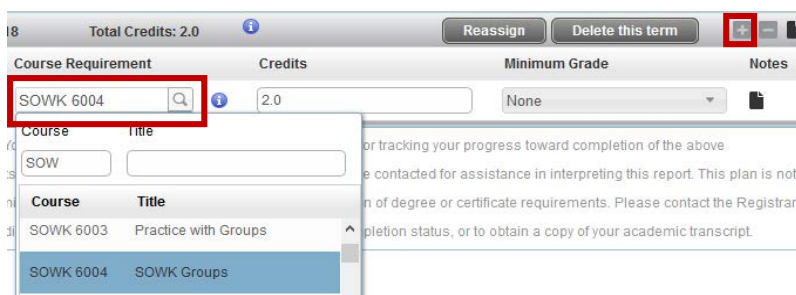 18 Total Credits: 2.0 Reassign Delete this term
Course Requirement Credits Minimum Grade Notes
SOWK 6004 2.0 None
Course Title
or tracking your progress toward completion of the above
SOW
e contacted for assistance in interpreting this report. This plan is not
Course Title
n of degree or certificate requirements. Please contact the Registrar
SOWK 6003 Practice with Groups
pletion status, or to obtain a copy of your academic transcript.
SOWK 6004 SOWK Groups